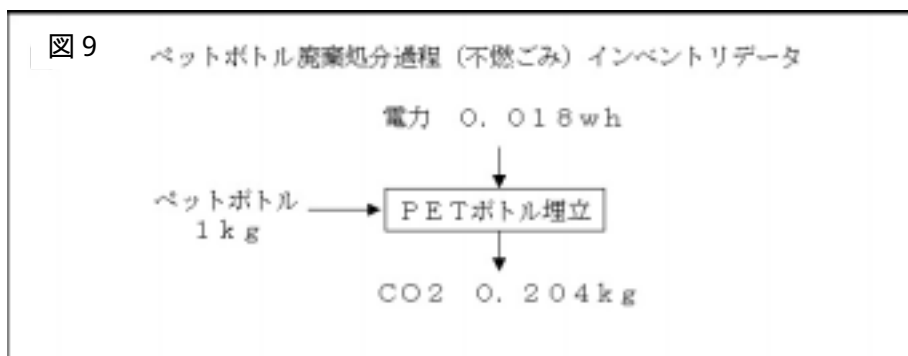 図9
ペットボトル廃棄処分過程（不燃ごみ）インベントリデータ
電力　０．０１８ｗｈ
ペットボトル
１ｋｇ
ＰＥＴボトル埋立
ＣＯ２　０．２０４ｋｇ